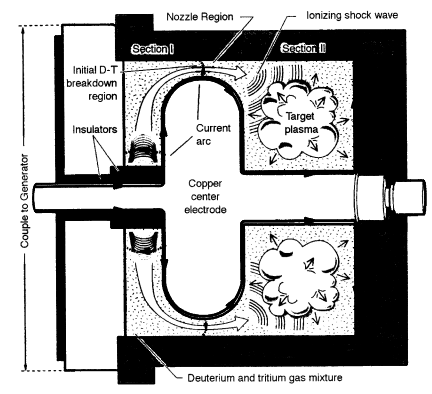 Nozzle Region
Ionizing shock wave
Section I
Section II
Initial D-T
breakdown
region
Target
plasma
Insulators
Current
arc
Couple to Generator
Copper
center
electrode
Deuterium and tritium gas mixture